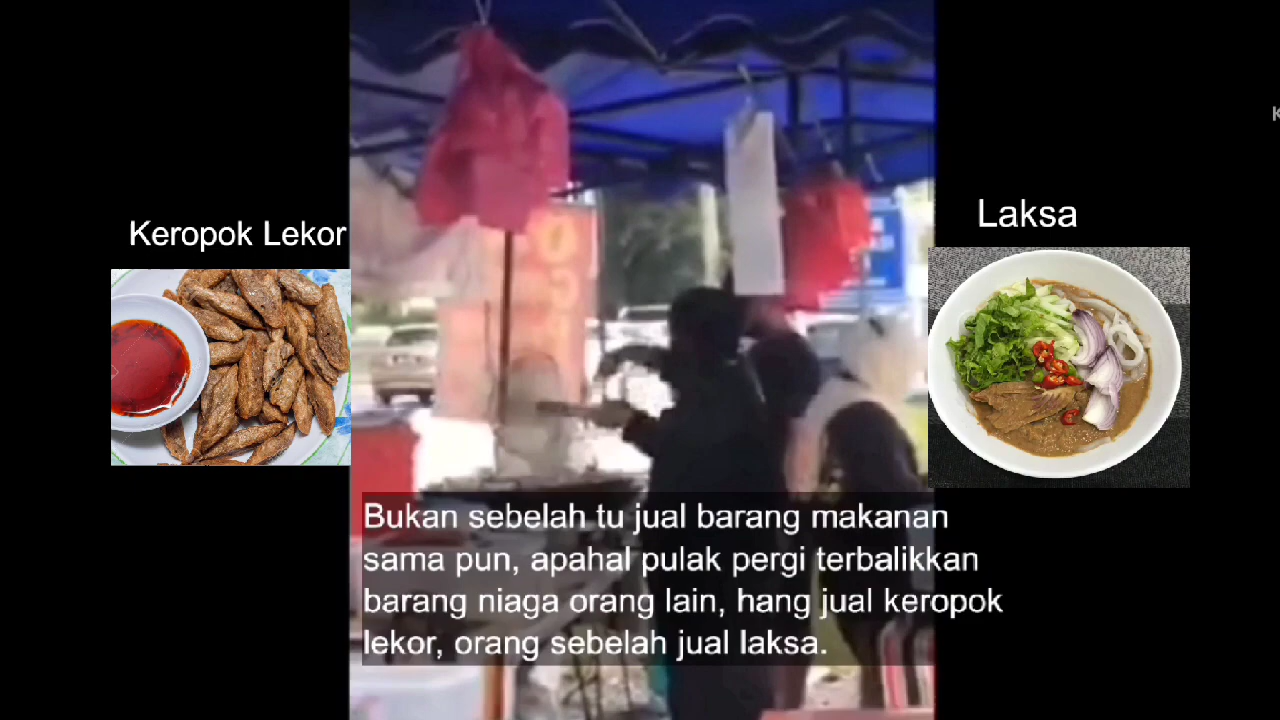 Keropok Lekor
Laksa
Bukan sebelah tu jual barang makanan
sama pun, apahal pulak pergi terbalikkan
barang niaga orang lain, hang jual keropok
lekor, orang sebelah jual laksa.